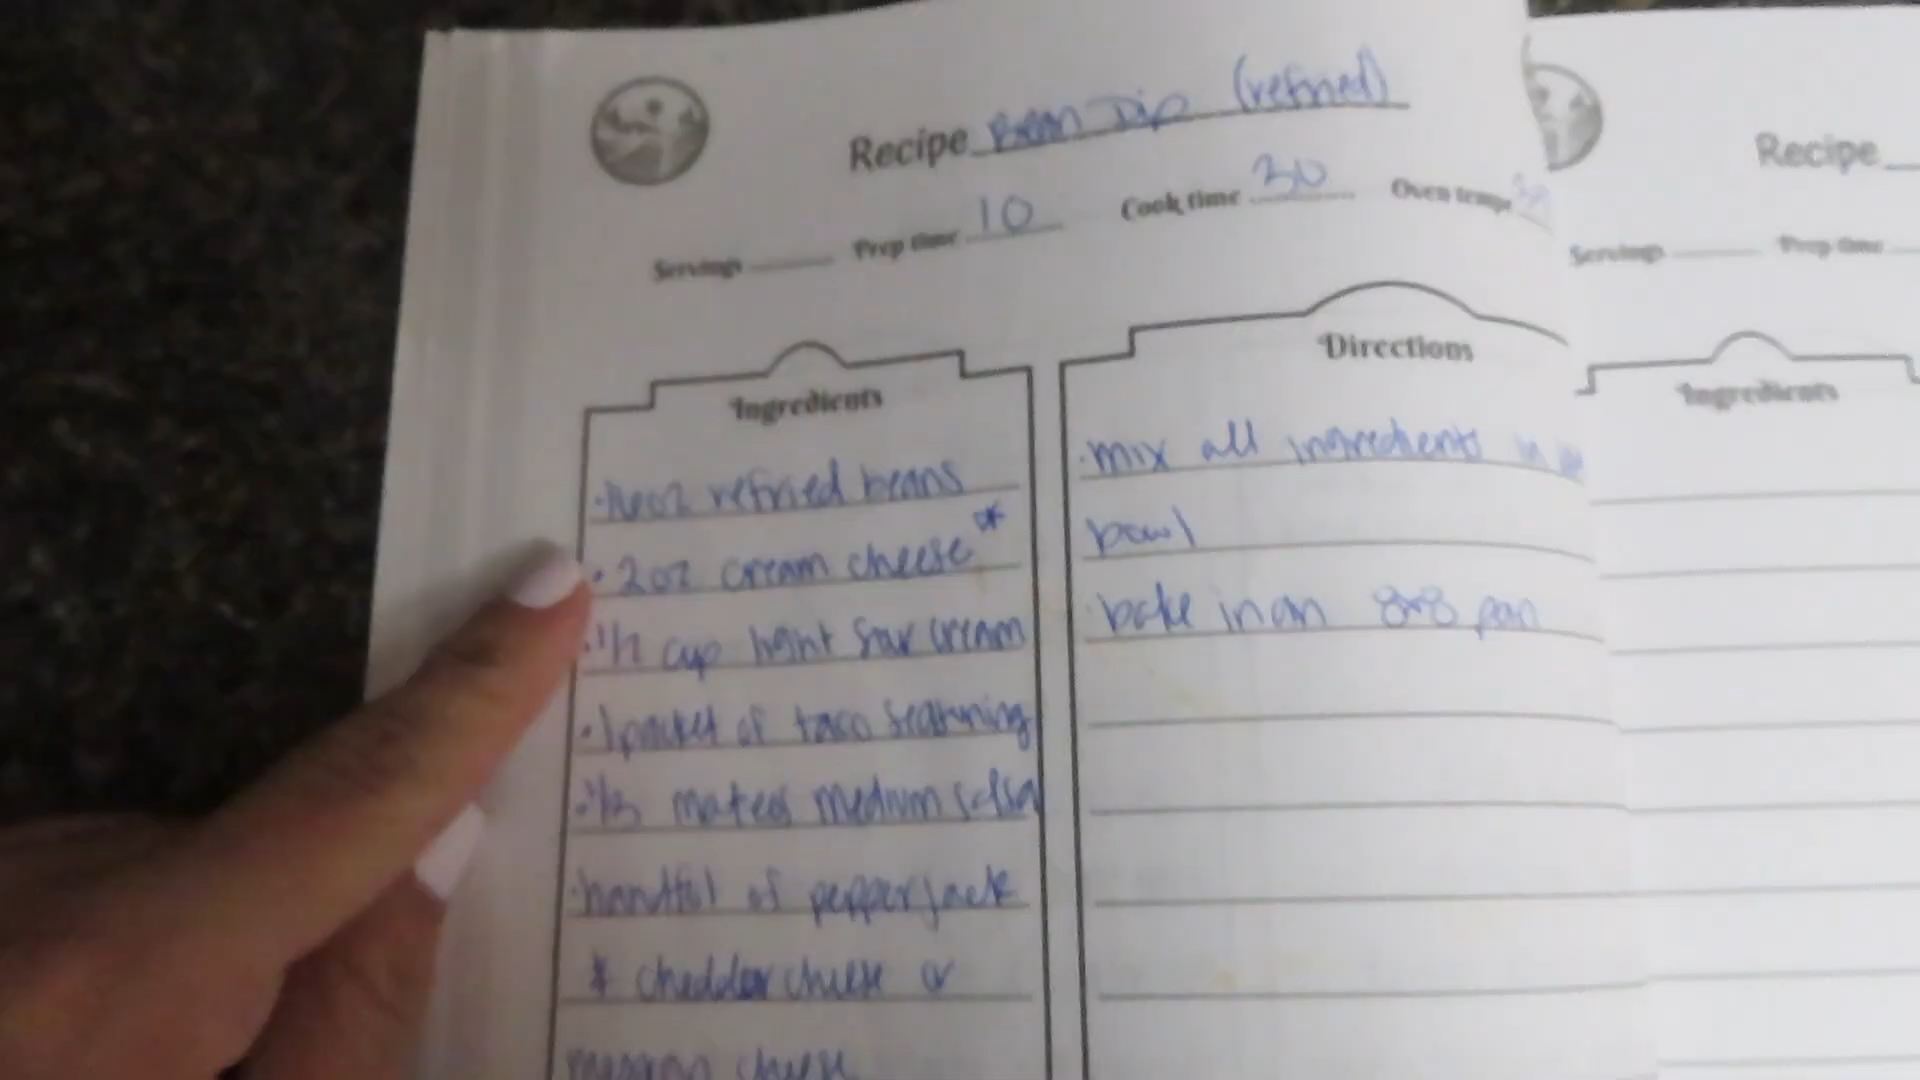 Recipe Bean Dip (refried)
Servings Prep time 10 Cook time 30 Oven temp
Ingredients
·16oz refried beans
·2oz cream cheese *
·1/2 cup light sour cream
·1 packet of taco seasoning
·1/3 mateos medium salsa
·handful of pepperjack
& cheddar cheese or
cheese
Directions
·mix all ingredients in
bowl
·bake in an 8x8 pan
Recipe
Servings Prep time
Ingredients